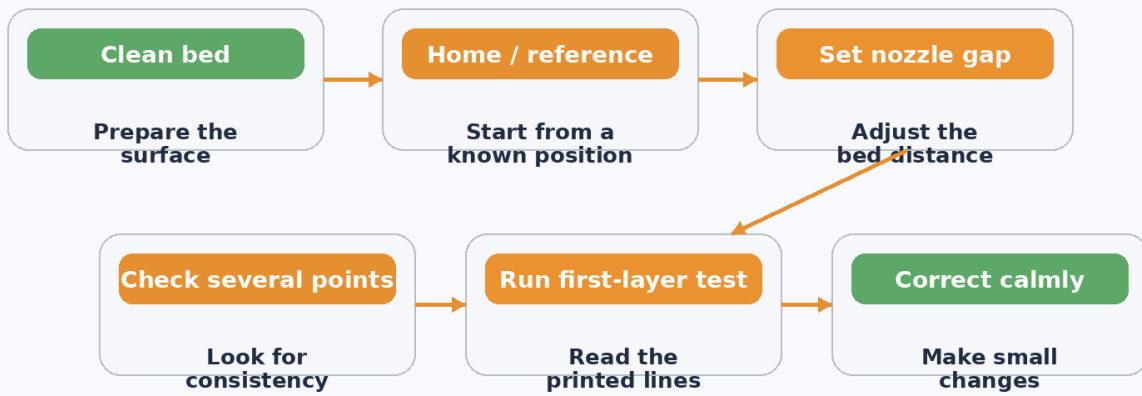 Clean bed
Prepare the
surface
Home / reference
Start from a
known position
Set nozzle gap
Adjust the
bed distance
Check several points
Look for
consistency
Run first-layer test
Read the
printed lines
Correct calmly
Make small
changes